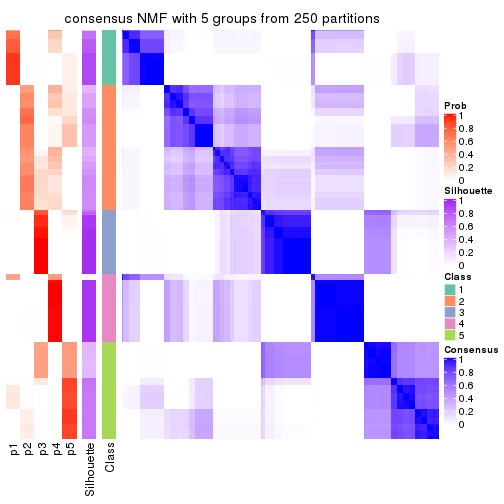 consensus NMF with 5 groups from 250 partitions
Prob
1
0.8
0.6
0.4
0.2
0
Silhouette
1
0.8
0.6
0.4
0.2
0
Class
1
2
3
4
5
Consensus
1
0.8
0.6
0.4
0.2
0
p1
p2
p3
p4
p5
Silhouette
Class